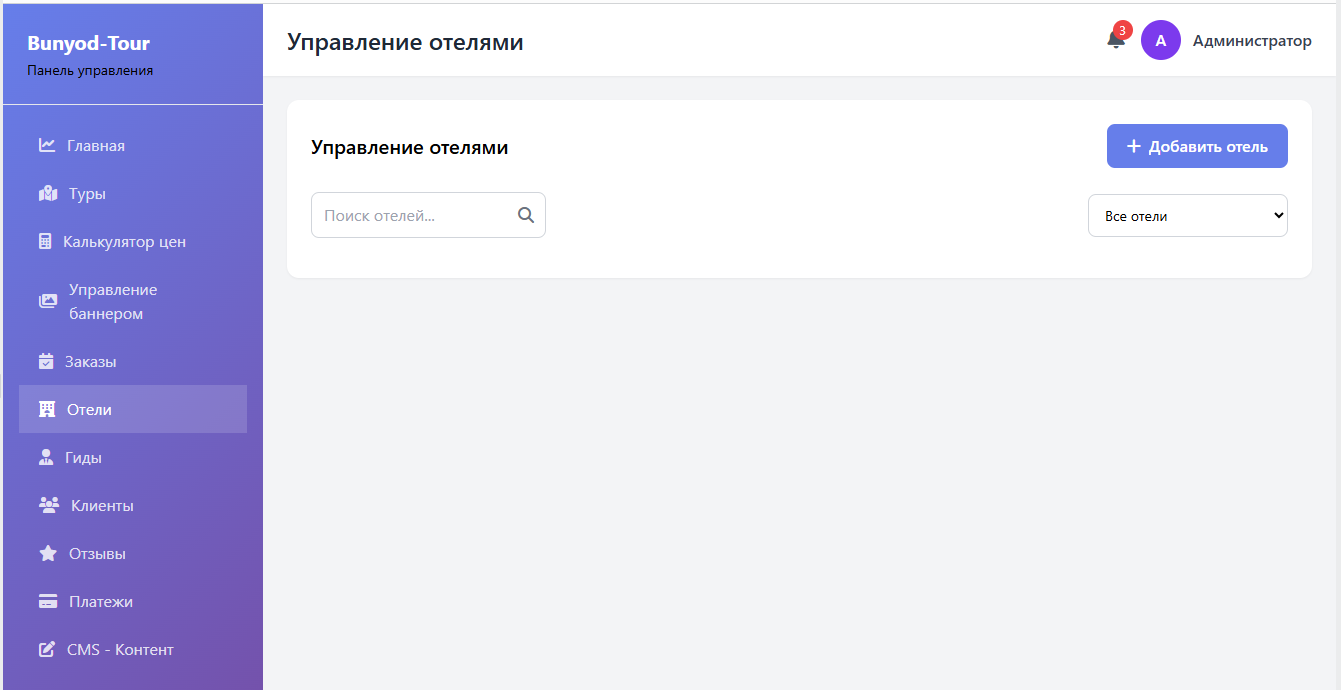 Bunyod-Tour
Панель управления
Главная
Туры
Калькулятор цен
Управление
баннером
Заказы
Отели
Гиды
Клиенты
Отзывы
Платежи
CMS - Контент
Управление отелями
3
A
Администратор
Управление отелями
+ Добавить отель
Поиск отелей...
Все отели